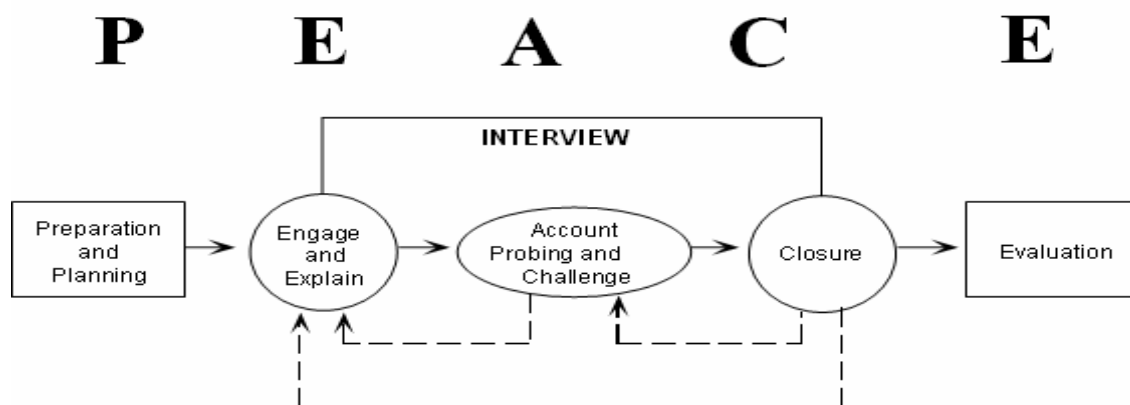 P E A C E
INTERVIEW
Preparation
and
Planning
Engage
and
Explain
Account
Probing and
Challenge
Closure
Evaluation